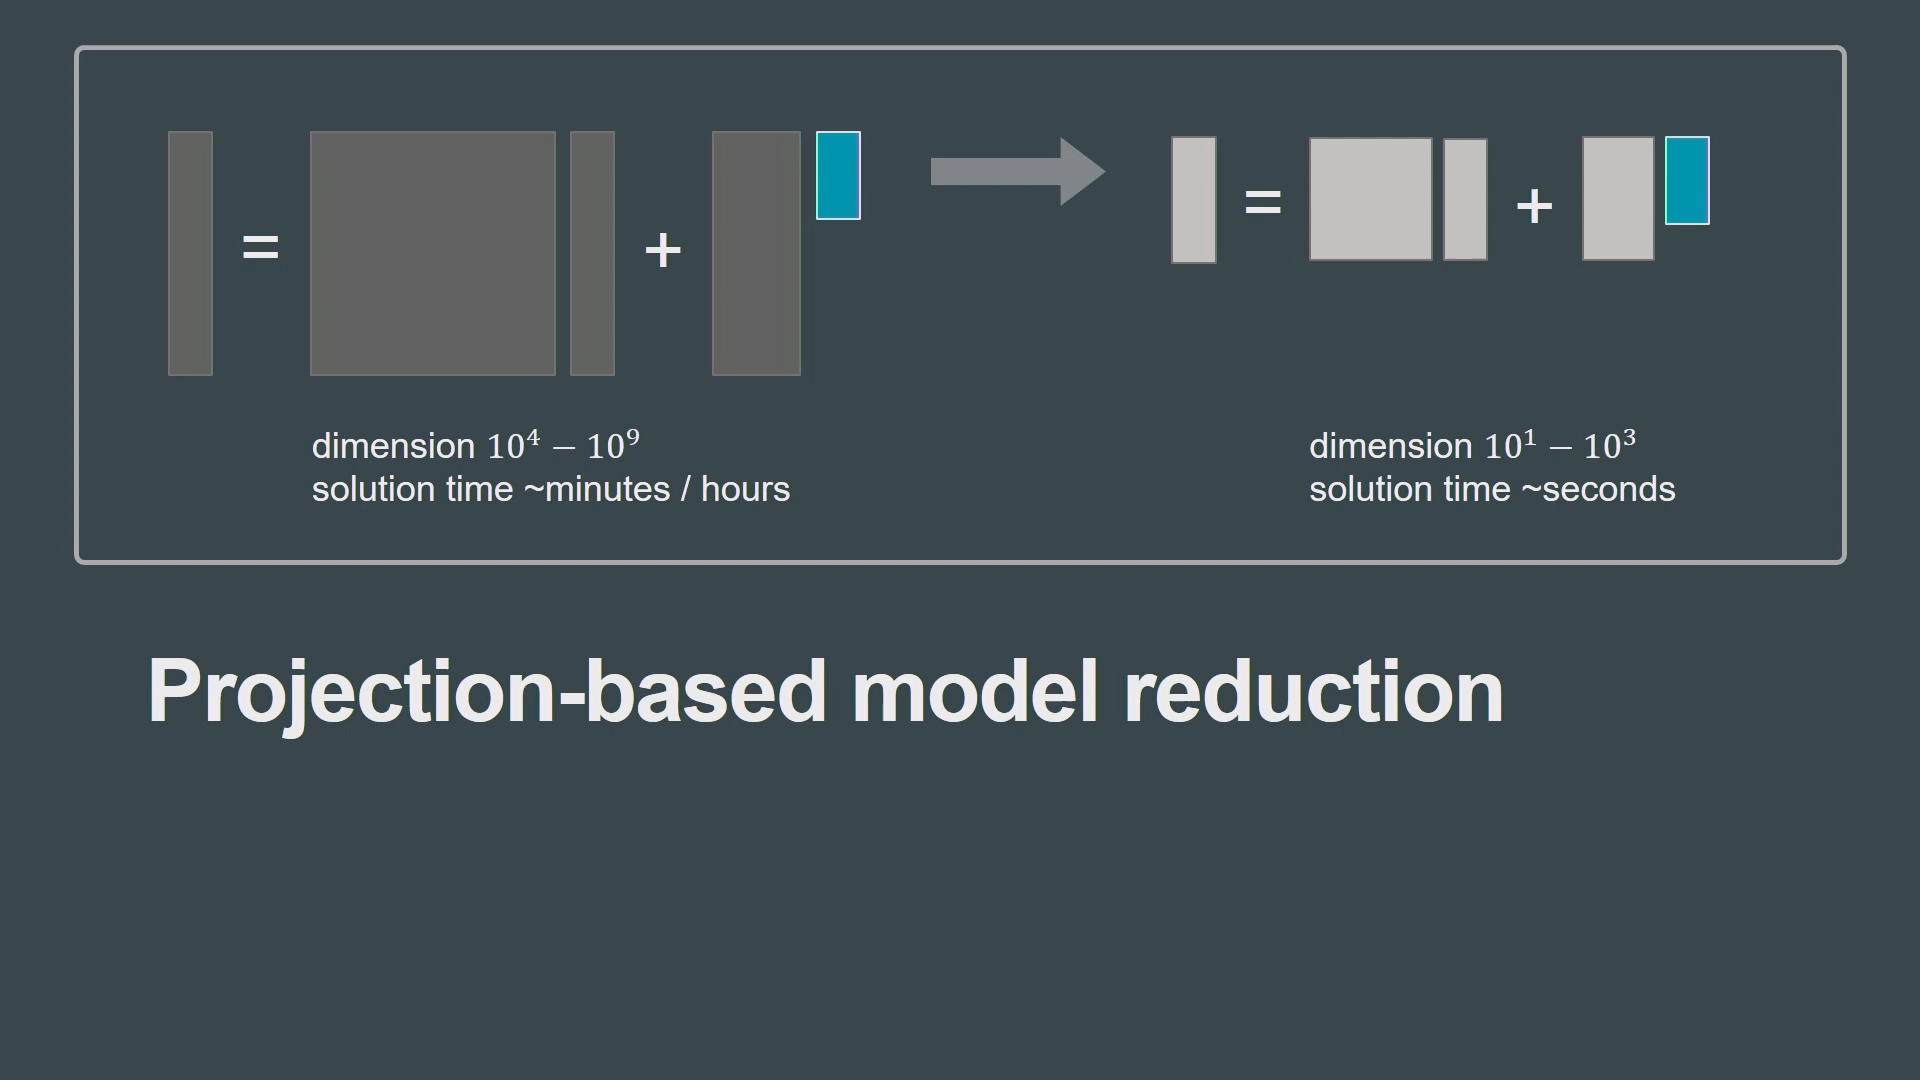 = + = +
dimension 10⁴ – 10⁹
solution time ~minutes / hours
dimension 10¹ – 10³
solution time ~seconds
Projection-based model reduction